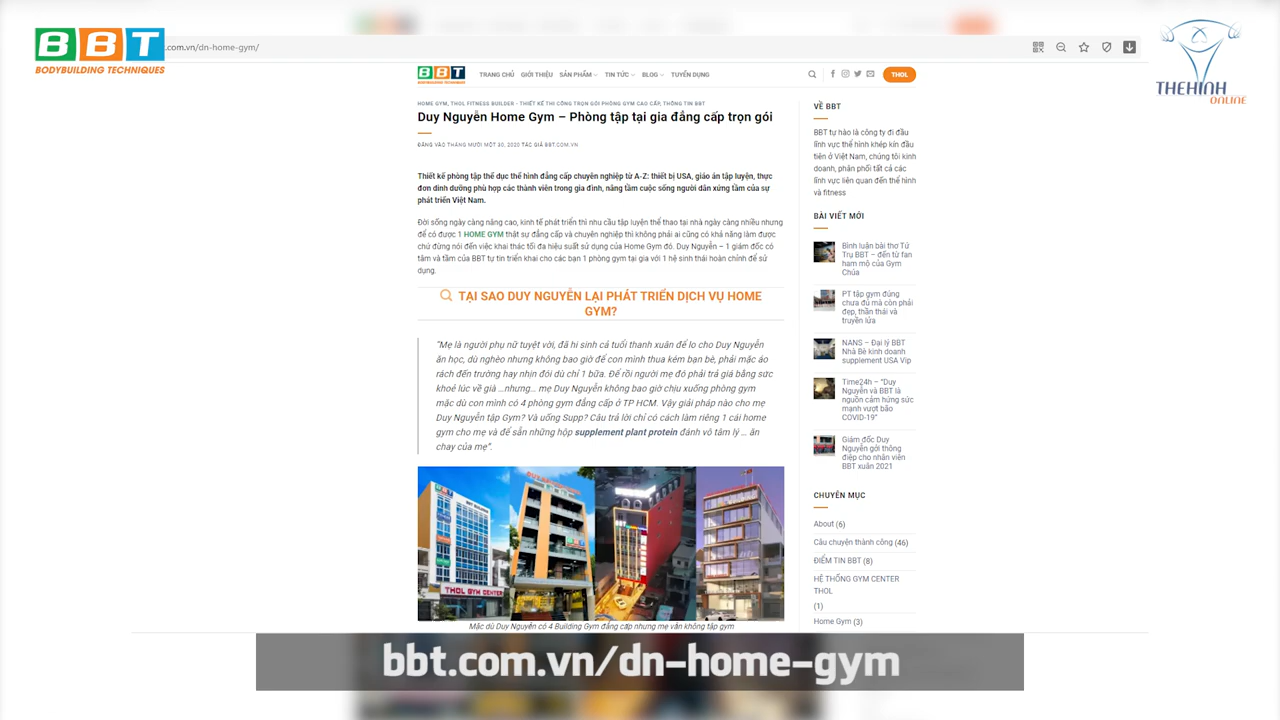 BBT
BODYBUILDING TECHNIQUES
.com.vn/dn-home-gym/
THEHINH
ONLINE
BBT
TRANG CHỦ GIỚI THIỆU SẢN PHẨM TIN TỨC BLOG TUYỂN DỤNG
THOL
HOME GYM, THOL FITNESS BUILDER - THIẾT KẾ THI CÔNG TRỌN GÓI PHÒNG GYM CAO CẤP, THÔNG TIN BBT
Duy Nguyễn Home Gym – Phòng tập tại gia đẳng cấp trọn gói
ĐĂNG VÀO THÁNG MƯỜI MỘT 30, 2020 TÁC GIẢ BBT.COM.VN
Thiết kế phòng tập thể dục thể hình đẳng cấp chuyên nghiệp từ A-Z: thiết bị USA, giáo án tập luyện, thực
đơn dinh dưỡng phù hợp các thành viên trong gia đình, nâng tầm cuộc sống người dân xứng tầm của sự
phát triển Việt Nam.
Đời sống ngày càng nâng cao, kinh tế phát triển thì nhu cầu tập luyện thể thao tại nhà ngày càng nhiều nhưng
để có được 1 HOME GYM thật sự đẳng cấp và chuyên nghiệp thì không phải ai cũng có khả năng làm được
chứ đừng nói đến việc khai thác tối đa hiệu suất sử dụng của Home Gym đó. Duy Nguyễn – 1 giám đốc có
tâm và tầm của BBT tự tin triển khai cho các bạn 1 phòng gym tại gia với 1 hệ sinh thái hoàn chỉnh để sử
dụng.
TẠI SAO DUY NGUYỄN LẠI PHÁT TRIỂN DỊCH VỤ HOME
GYM?
“Mẹ là người phụ nữ tuyệt vời, đã hi sinh cả tuổi thanh xuân để lo cho Duy Nguyễn
ăn học, dù nghèo nhưng không bao giờ để con mình thua kém bạn bè, phải mặc áo
rách đến trường hay nhịn đói dù chỉ 1 bữa. Để rồi người mẹ đó phải trả giá bằng sức
khoẻ lúc về già ...nhưng... mẹ Duy Nguyễn không bao giờ chịu xuống phòng gym
mặc dù con mình có 4 phòng gym đẳng cấp ở TP HCM. Vậy giải pháp nào cho mẹ
Duy Nguyễn tập Gym? Và uống Supp? Câu trả lời chỉ có cách làm riêng 1 cái home
gym cho mẹ và để sẵn những hộp supplement plant protein đánh vô tâm lý ... ăn
chay của mẹ”.
BBT
THOL GYM CENTER
Mặc dù Duy Nguyễn có 4 Building Gym đẳng cấp nhưng mẹ vẫn không tập gym
VỀ BBT
BBT tự hào là công ty đi đầu
lĩnh vực thể hình khép kín đầu
tiên ở Việt Nam, chúng tôi kinh
doanh, phân phối tất cả các
lĩnh vực liên quan đến thể hình
và fitness
BÀI VIẾT MỚI
Bình luận bài thơ Tứ
Trụ BBT – đến từ fan
ham mộ của Gym
Chúa
PT tập gym đúng
chưa đủ mà còn phải
đẹp, thần thái và
truyền lửa
NANS – Đại lý BBT
Nhà Bè kinh doanh
supplement USA Vip
Time24h – “Duy
Nguyễn và BBT là
nguồn cảm hứng sức
mạnh vượt bão
COVID-19”
Giám đốc Duy
Nguyễn gởi thông
điệp cho nhân viên
BBT xuân 2021
CHUYÊN MỤC
About (6)
Câu chuyện thành công (46)
ĐIỂM TIN BBT (8)
HỆ THỐNG GYM CENTER
THOL
(1)
Home Gym (3)
bbt.com.vn/dn-home-gym